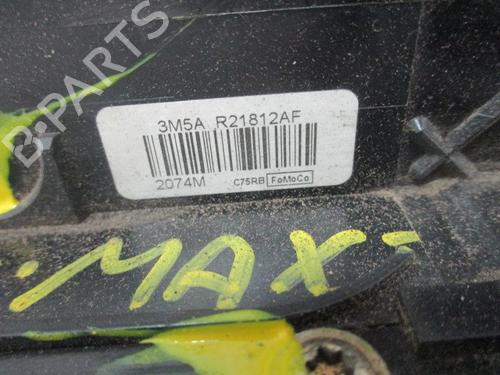 B-PARTS
3M5A R21812AF
2074M C75RB FoMoCo
·MAX-